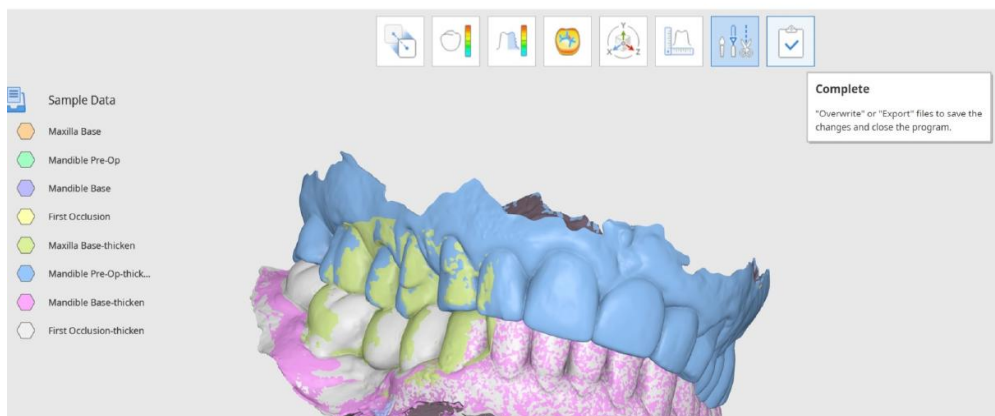 Complete
"Overwrite" or "Export" files to save the
changes and close the program.
Sample Data
Maxilla Base
Mandible Pre-Op
Mandible Base
First Occlusion
Maxilla Base-thicken
Mandible Pre-Op-thick...
Mandible Base-thicken
First Occlusion-thicken
Y
X
Z